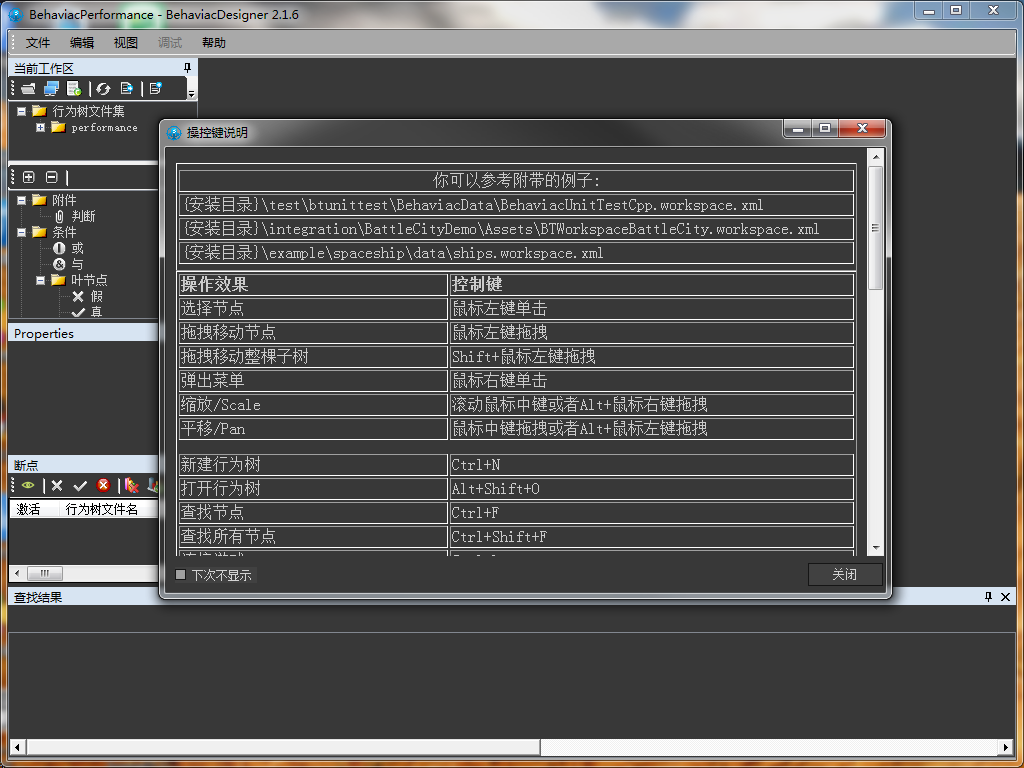 BehaviacPerformance - BehaviacDesigner 2.1.6
文件 编辑 视图 调试 帮助
当前工作区
行为树文件集
performance
附件
判断
条件
或
与
叶节点
假
真
Properties
断点
激活 行为树文件名
查找结果
操控键说明
你可以参考附带的例子:
{安装目录}\test\btunittest\BehaviacData\BehaviacUnitTestCpp.workspace.xml
{安装目录}\integration\BattleCityDemo\Assets\BTWorkspaceBattleCity.workspace.xml
{安装目录}\example\spaceship\data\ships.workspace.xml
操作效果 控制键
选择节点 鼠标左键单击
拖拽移动节点 鼠标左键拖拽
拖拽移动整棵子树 Shift+鼠标左键拖拽
弹出菜单 鼠标右键单击
缩放/Scale 滚动鼠标中键或者Alt+鼠标右键拖拽
平移/Pan 鼠标中键拖拽或者Alt+鼠标左键拖拽
新建行为树 Ctrl+N
打开行为树 Alt+Shift+O
查找节点 Ctrl+F
查找所有节点 Ctrl+Shift+F
下次不显示
关闭